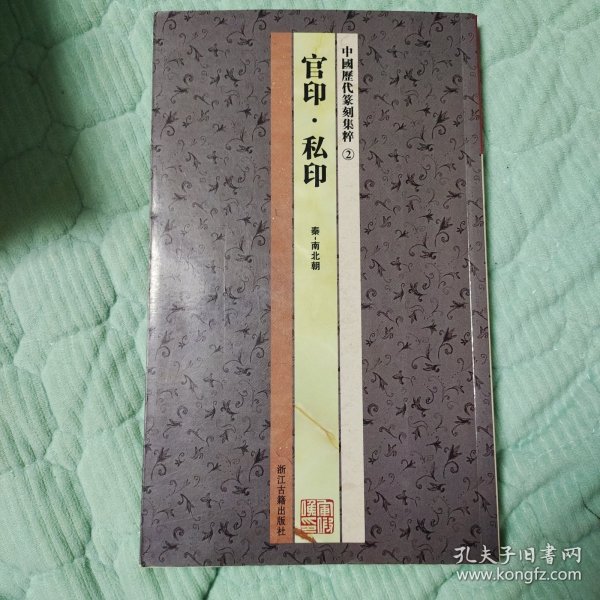 中國歷代篆刻集粹②
官印·私印
秦-南北朝
浙江古籍出版社
孔夫子旧书网
www.kongfz.com